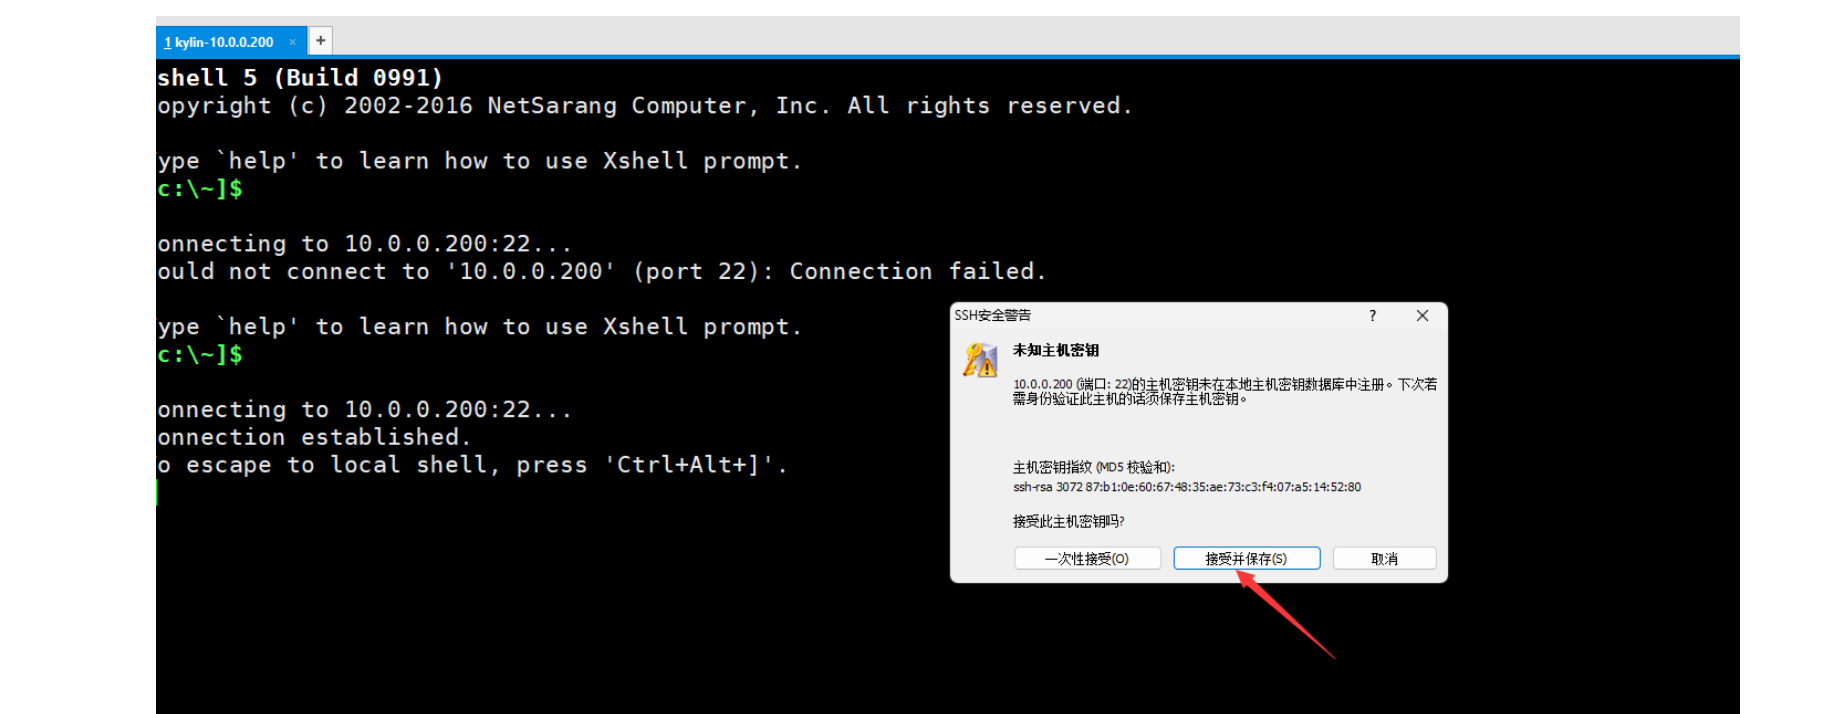 1 kylin-10.0.0.200 × +
shell 5 (Build 0991)
opyright (c) 2002-2016 NetSarang Computer, Inc. All rights reserved.
ype `help' to learn how to use Xshell prompt.
c:\~]$
onnecting to 10.0.0.200:22...
ould not connect to '10.0.0.200' (port 22): Connection failed.
ype `help' to learn how to use Xshell prompt.
c:\~]$
onnecting to 10.0.0.200:22...
onnection established.
o escape to local shell, press 'Ctrl+Alt+]'.
SSH安全警告 ? ×
未知主机密钥
10.0.0.200 (端口: 22)的主机密钥未在本地主机密钥数据库中注册。下次若
需身份验证此主机的话须保存主机密钥。
主机密钥指纹 (MD5 校验和):
ssh-rsa 3072 87:b1:0e:60:67:48:35:ae:73:c3:f4:07:a5:14:52:80
接受此主机密钥吗?
一次性接受(O) 接受并保存(S) 取消